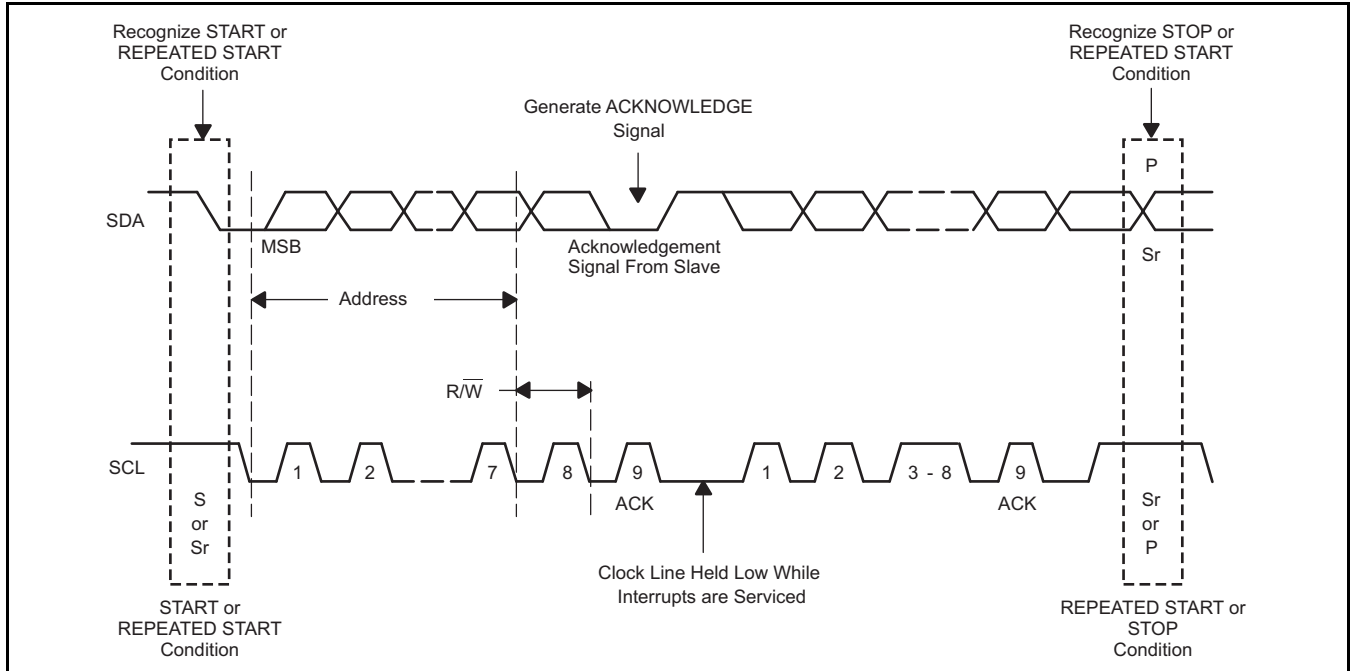 Recognize START or
REPEATED START
Condition
Recognize STOP or
REPEATED START
Condition
Generate ACKNOWLEDGE
Signal
P
SDA
MSB
Acknowledgement
Signal From Slave
Sr
Address
R/W̅
SCL
1
2
7
8
9
1
2
3 - 8
9
ACK
ACK
S
or
Sr
Sr
or
P
Clock Line Held Low While
Interrupts are Serviced
START or
REPEATED START
Condition
REPEATED START or
STOP
Condition